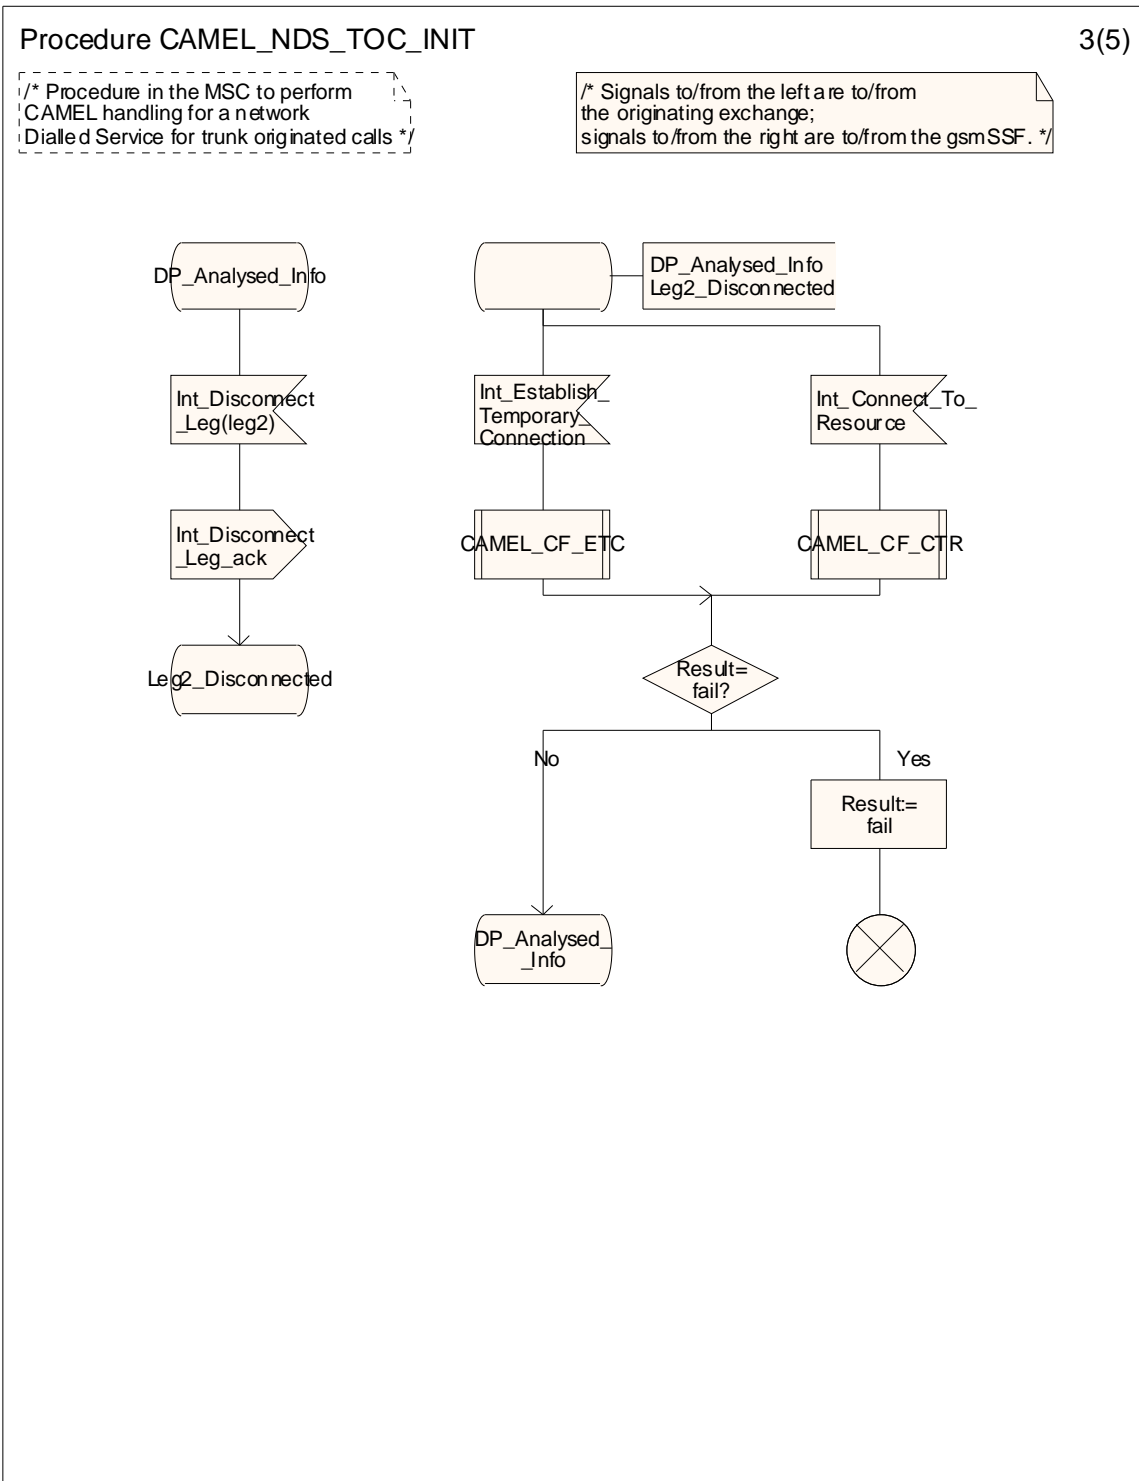 Procedure CAMEL_NDS_TOC_INIT
3(5)
/* Procedure in the MSC to perform
CAMEL handling for a network
Dialled Service for trunk originated calls */
/* Signals to/from the left are to/from
the originating exchange;
signals to/from the right are to/from the gsmSSF. */
DP_Analysed_Info
DP_Analysed_Info
Leg2_Disconnected
Int_Disconnect
_Leg(leg2)
Int_Establish_
Temporary_
Connection
Int_Connect_To_
Resource
Int_Disconnect
_Leg_ack
CAMEL_CF_ETC
CAMEL_CF_CTR
Leg2_Disconnected
Result=
fail?
No
Yes
Result:=
fail
DP_Analysed_
_Info